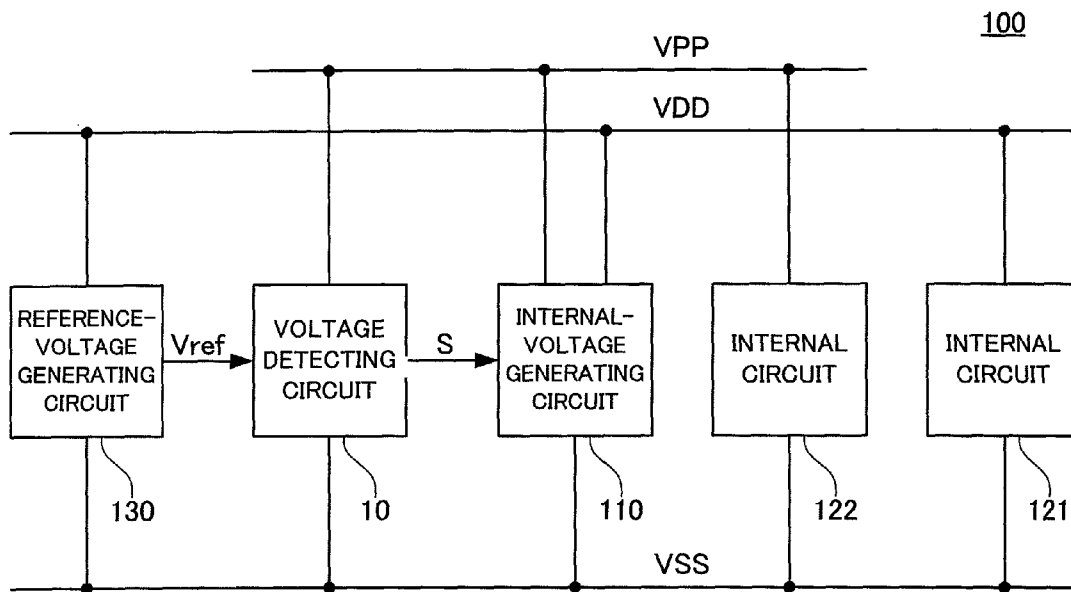 100
VPP
VDD
REFERENCE-
VOLTAGE
GENERATING
CIRCUIT
Vref
VOLTAGE
DETECTING
CIRCUIT
S
INTERNAL-
VOLTAGE
GENERATING
CIRCUIT
INTERNAL
CIRCUIT
INTERNAL
CIRCUIT
130
10
110
122
121
VSS